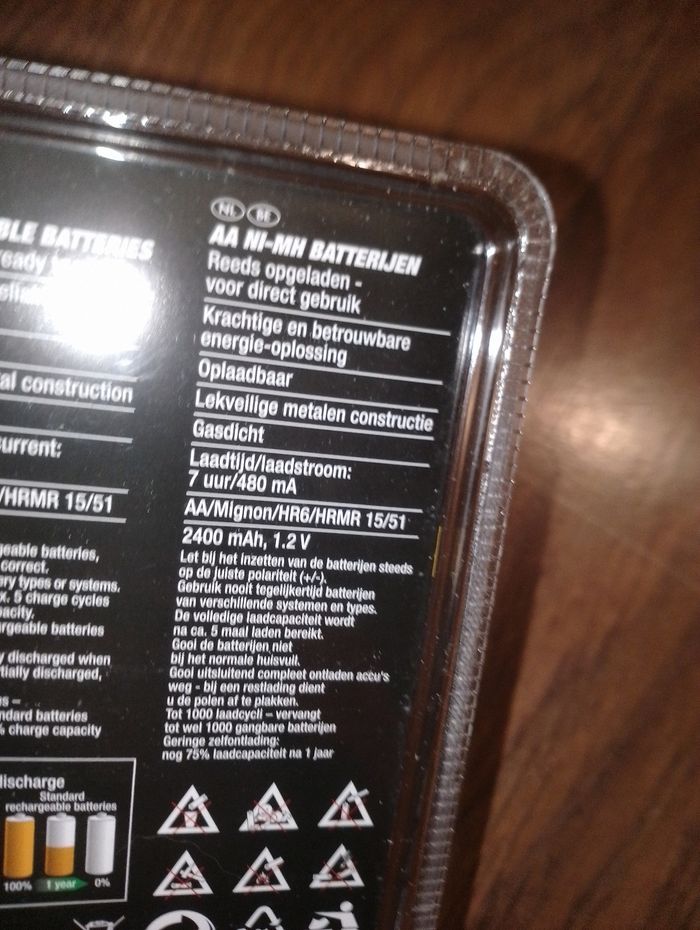 BLE BATTERIES
eady
al construction
current:
/HRMR 15/51
geable batteries,
correct.
ery types or systems.
x. 5 charge cycles
pacity.
argeable batteries
y discharged when
tially discharged,
ns –
ndard batteries
% charge capacity
discharge
Standard
rechargeable batteries
100% 1 year 0%
NL BE
AA NI-MH BATTERIJEN
Reeds opgeladen -
voor direct gebruik
Krachtige en betrouwbare
energie-oplossing
Oplaadbaar
Lekveilige metalen constructie
Gasdicht
Laadtijd/laadstroom:
7 uur/480 mA
AA/Mignon/HR6/HRMR 15/51
2400 mAh, 1.2 V
Let bij het inzetten van de batterijen steeds
op de juiste polariteit (+/-).
Gebruik nooit tegelijkertijd batterijen
van verschillende systemen en types.
De volledige laadcapaciteit wordt
na ca. 5 maal laden bereikt.
Gooi de batterijen niet
bij het normale huisvuil.
Gooi uitsluitend compleet ontladen accu's
weg - bij een restlading dient
u de polen af te plakken.
Tot 1000 laadcycli – vervangt
tot wel 1000 gangbare batterijen
Geringe zelfontlading:
nog 75% laadcapaciteit na 1 jaar